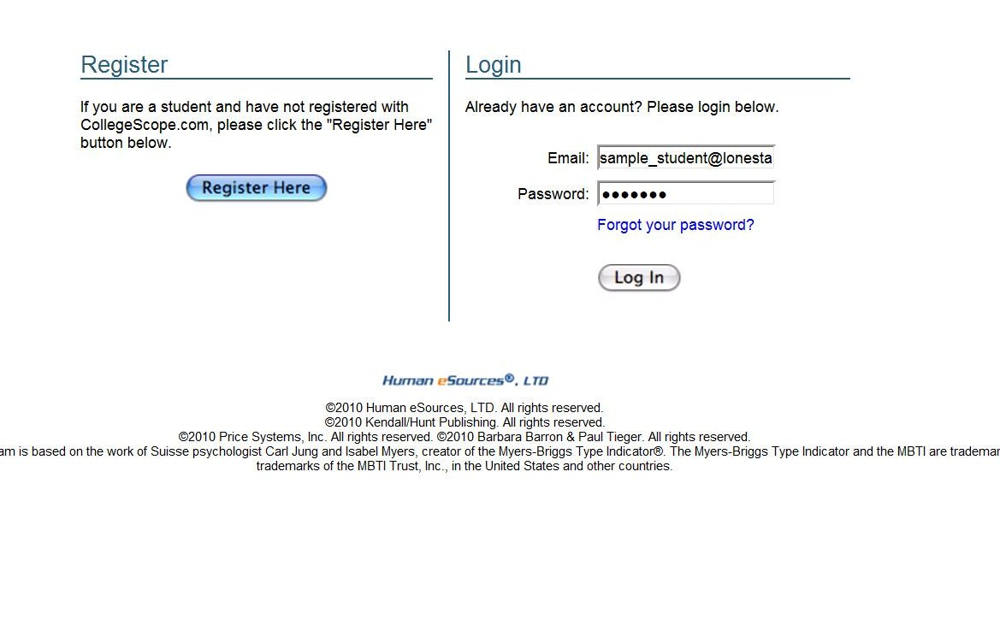 Register
If you are a student and have not registered with
CollegeScope.com, please click the "Register Here"
button below.
Register Here
Login
Already have an account? Please login below.
Email: sample_student@lonesta
Password: •••••••
Forgot your password?
Log In
Human eSources®, LTD
©2010 Human eSources, LTD. All rights reserved.
©2010 Kendall/Hunt Publishing. All rights reserved.
©2010 Price Systems, Inc. All rights reserved. ©2010 Barbara Barron & Paul Tieger. All rights reserved.
am is based on the work of Suisse psychologist Carl Jung and Isabel Myers, creator of the Myers-Briggs Type Indicator®. The Myers-Briggs Type Indicator and the MBTI are trademar
trademarks of the MBTI Trust, Inc., in the United States and other countries.